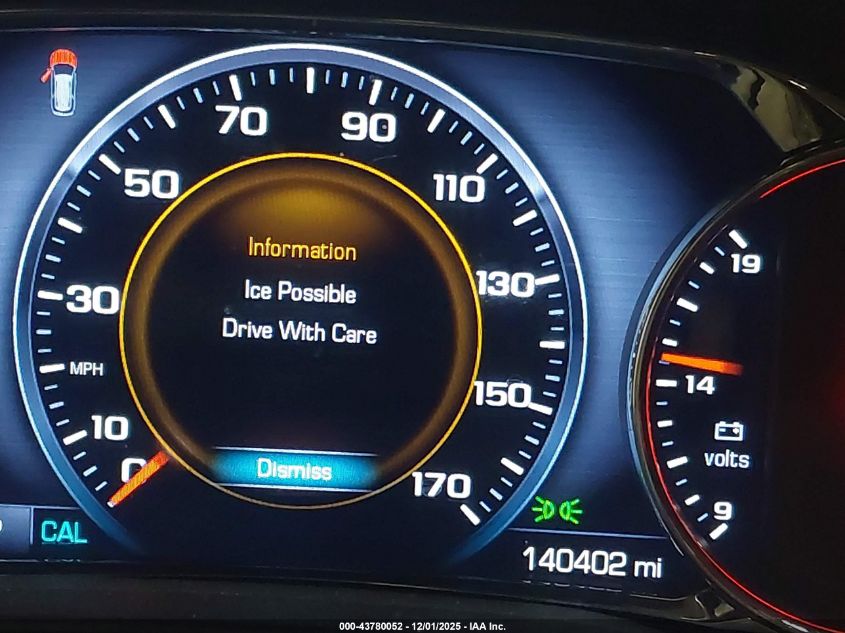 70
90
50
110
Information
19
Ice Possible
130
30
Drive With Care
MPH
14
150
10
volts
0
Dismiss
170
9
CAL
140402 mi
000-43780052 - 12/01/2025 - IAA Inc.